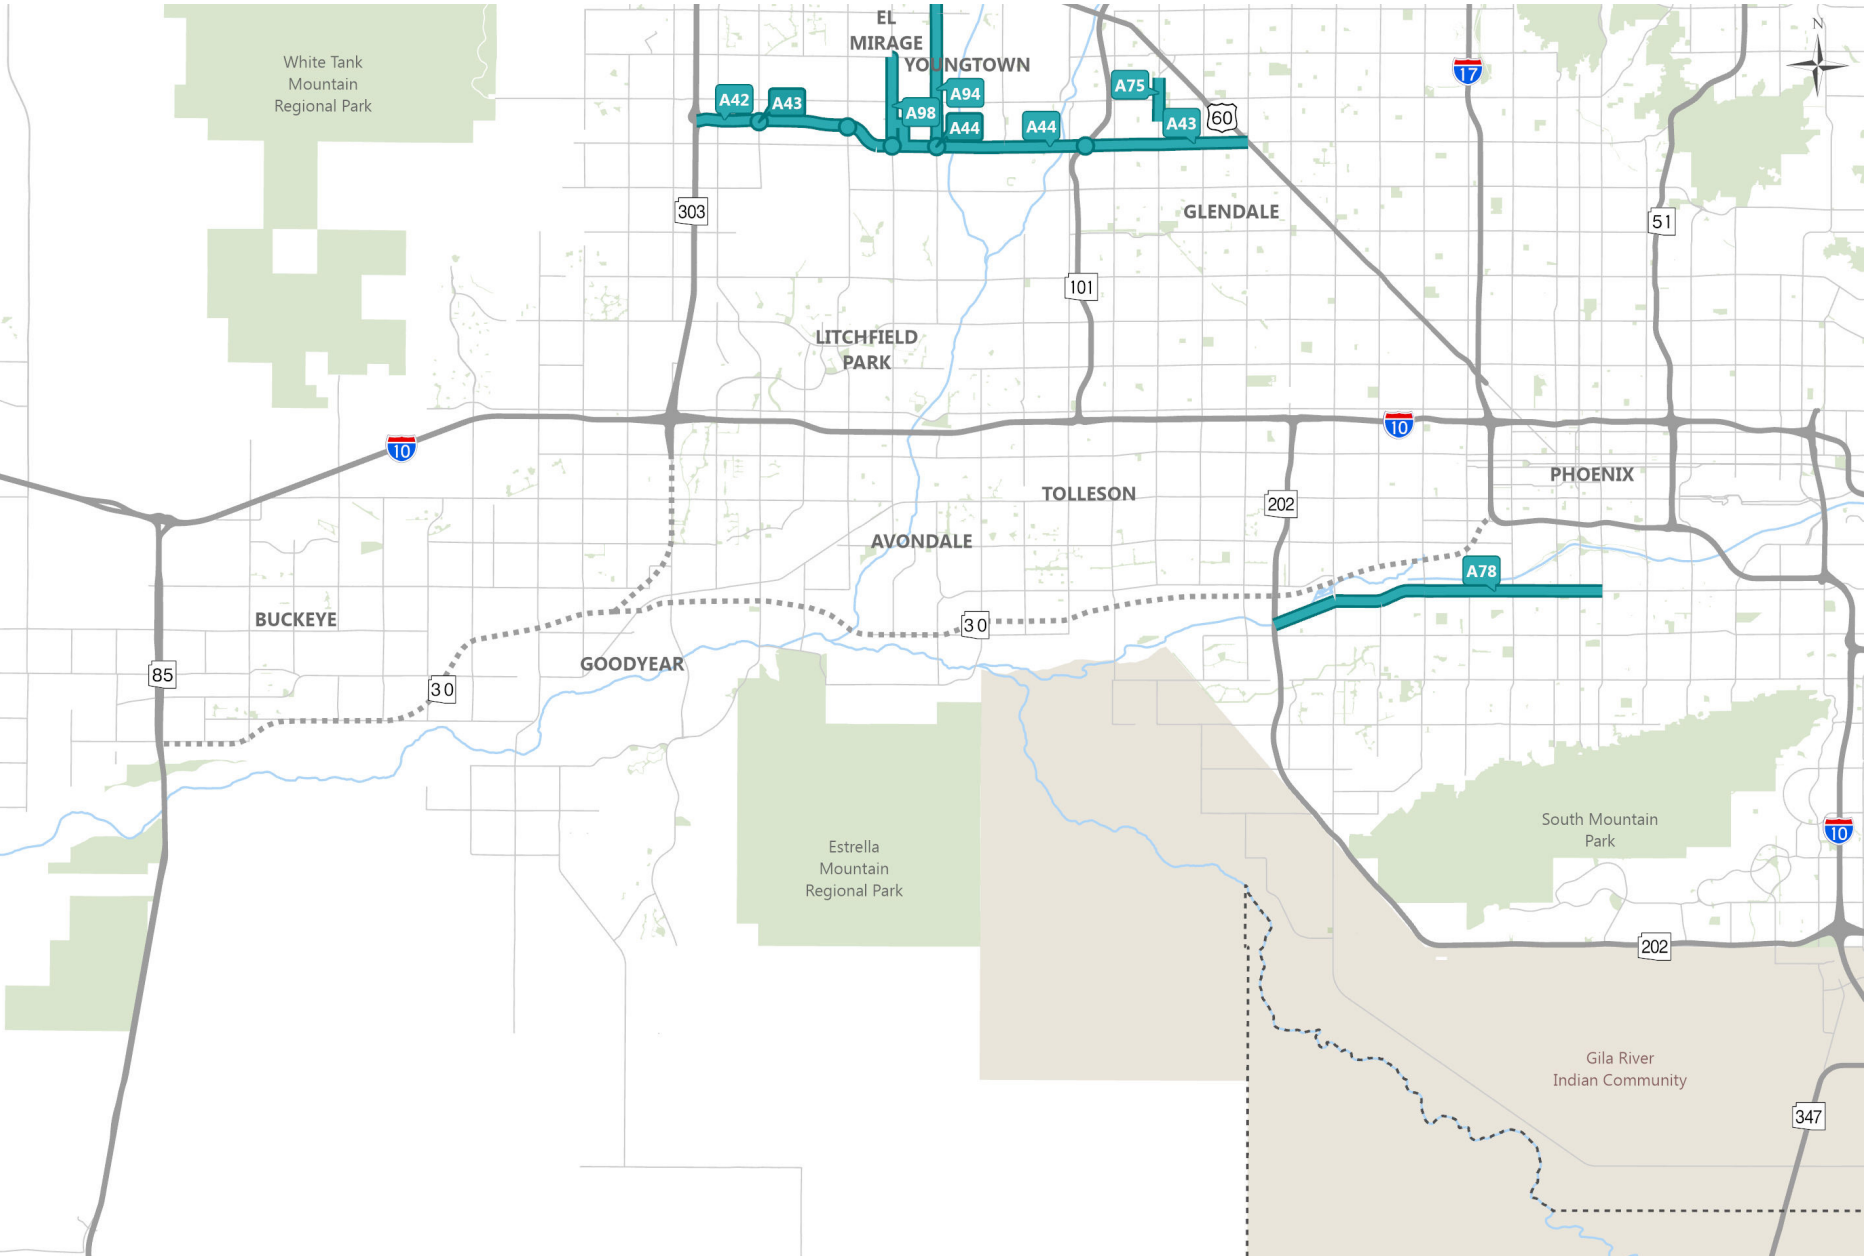 EL
MIRAGE
YOUNGTOWN
N
White Tank
Mountain
Regional Park
17
A75
A42
A43
A94
A98
A44
A44
A43
60
303
GLENDALE
51
101
LITCHFIELD
PARK
10
10
PHOENIX
TOLLESON
202
AVONDALE
A78
BUCKEYE
30
GOODYEAR
85
30
South Mountain
Park
10
Estrella
Mountain
Regional Park
202
Gila River
Indian Community
347